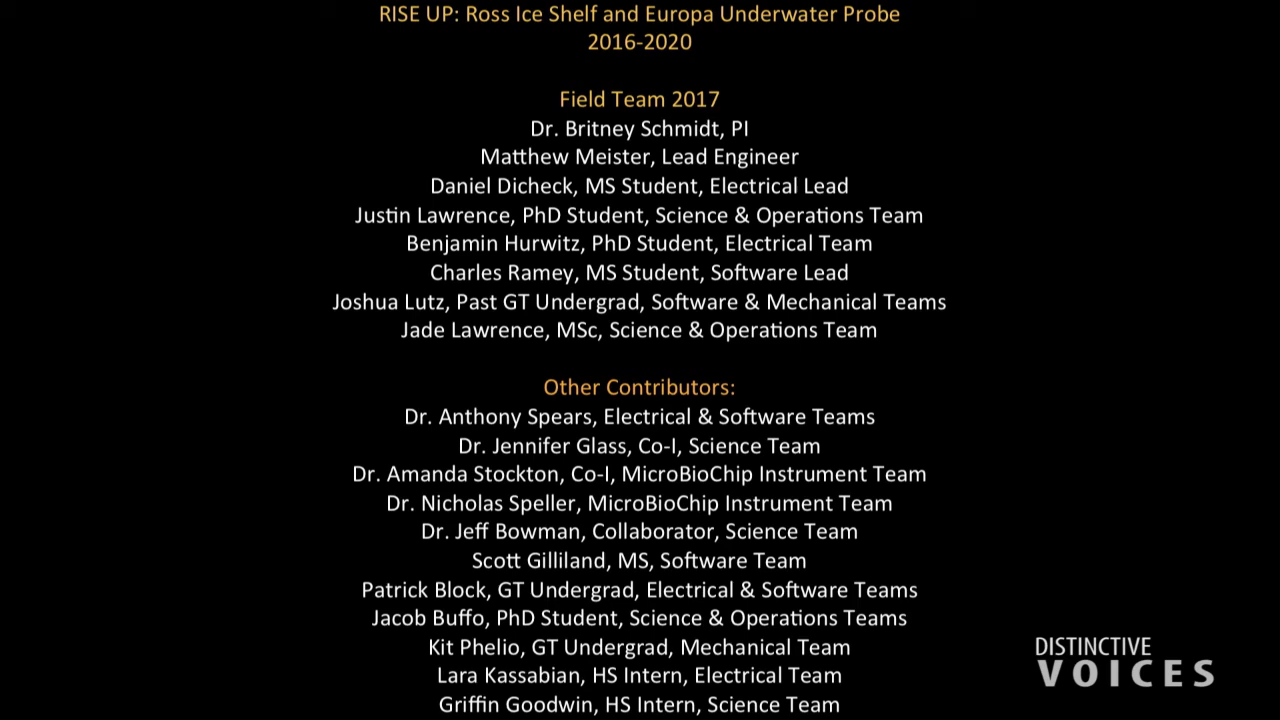 RISE UP: Ross Ice Shelf and Europa Underwater Probe
2016-2020
Field Team 2017
Dr. Britney Schmidt, PI
Matthew Meister, Lead Engineer
Daniel Dicheck, MS Student, Electrical Lead
Justin Lawrence, PhD Student, Science & Operations Team
Benjamin Hurwitz, PhD Student, Electrical Team
Charles Ramey, MS Student, Software Lead
Joshua Lutz, Past GT Undergrad, Software & Mechanical Teams
Jade Lawrence, MSc, Science & Operations Team
Other Contributors:
Dr. Anthony Spears, Electrical & Software Teams
Dr. Jennifer Glass, Co-I, Science Team
Dr. Amanda Stockton, Co-I, MicroBioChip Instrument Team
Dr. Nicholas Speller, MicroBioChip Instrument Team
Dr. Jeff Bowman, Collaborator, Science Team
Scott Gilliland, MS, Software Team
Patrick Block, GT Undergrad, Electrical & Software Teams
Jacob Buffo, PhD Student, Science & Operations Teams
Kit Phelio, GT Undergrad, Mechanical Team
Lara Kassabian, HS Intern, Electrical Team
Griffin Goodwin, HS Intern, Science Team
DISTINCTIVE
VOICES